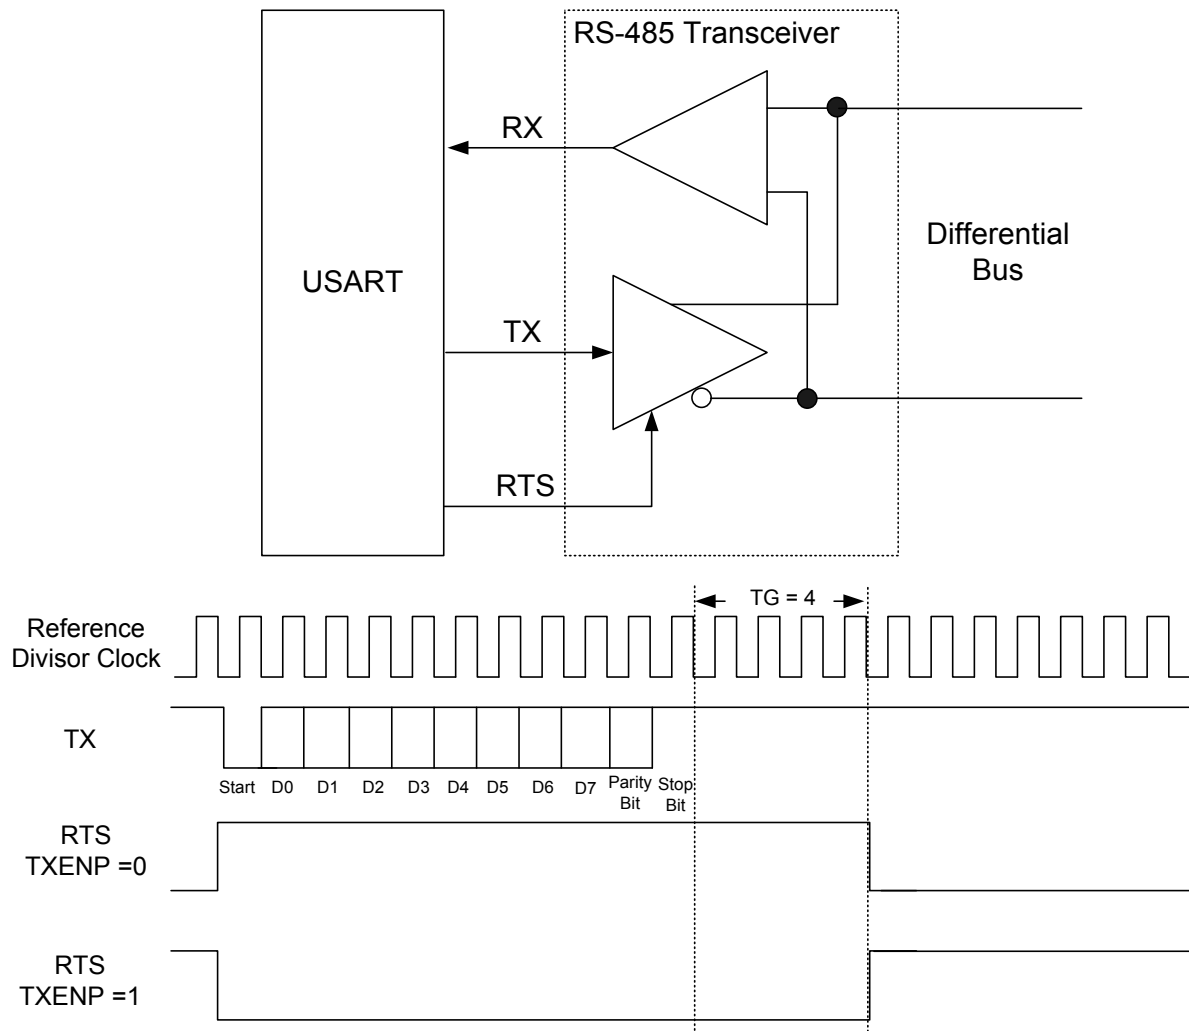 RS-485 Transceiver
RX
Differential
Bus
USART
TX
RTS
TG = 4
Reference
Divisor Clock
TX
Start D0 D1 D2 D3 D4 D5 D6 D7 Parity Bit Stop Bit
RTS
TXENP =0
RTS
TXENP =1